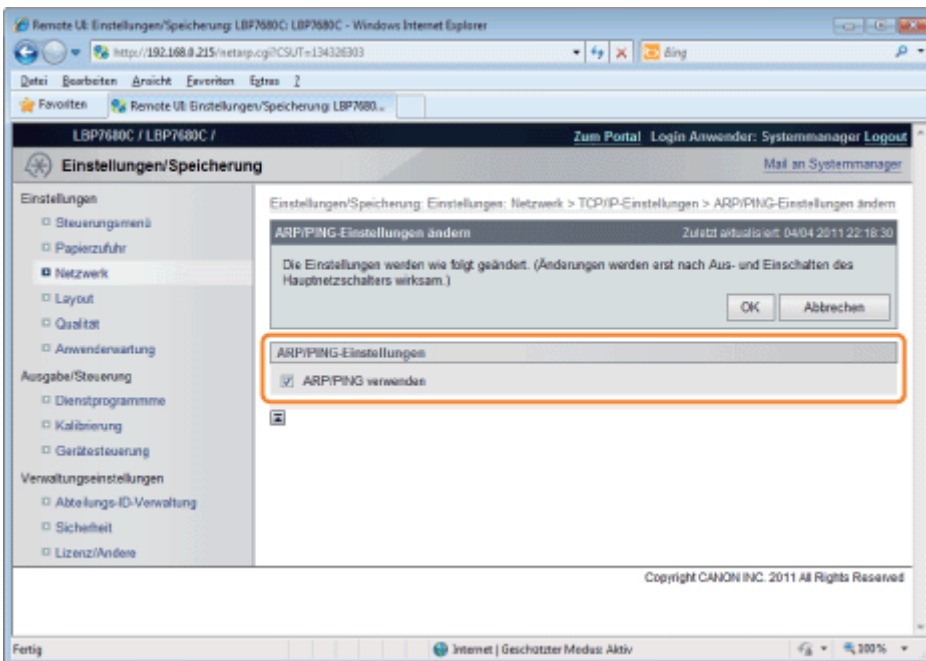 Remote UI: Einstellungen/Speicherung: LBP7680C: LBP7680C - Windows Internet Explorer
http://192.168.0.215/netarp.cgi?CSUT=134326303
Bing
Datei Bearbeiten Ansicht Favoriten Extras ?
Favoriten
Remote UI: Einstellungen/Speicherung: LBP7680...
LBP7680C / LBP7680C /
Zum Portal Login Anwender: Systemmanager Logout
Einstellungen/Speicherung
Mail an Systemmanager
Einstellungen
Steuerungsmenü
Papierzufuhr
Netzwerk
Layout
Qualität
Anwenderwartung
Ausgabe/Steuerung
Dienstprogrammme
Kalibrierung
Gerätesteuerung
Verwaltungseinstellungen
Abteilungs-ID-Verwaltung
Sicherheit
Lizenz/Andere
Einstellungen/Speicherung: Einstellungen: Netzwerk > TCP/IP-Einstellungen > ARP/PING-Einstellungen ändern
ARP/PING-Einstellungen ändern
Zuletzt aktualisiert: 04/04 2011 22:18:30
Die Einstellungen werden wie folgt geändert. (Änderungen werden erst nach Aus- und Einschalten des
Hauptnetzschalters wirksam.)
OK Abbrechen
ARP/PING-Einstellungen
ARP/PING verwenden
Copyright CANON INC. 2011 All Rights Reserved
Fertig
Internet | Geschützter Modus: Aktiv
100%